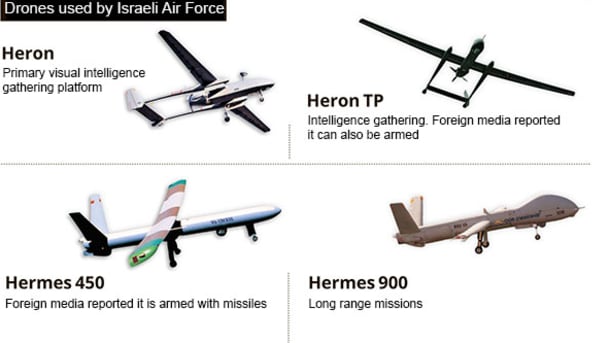 Drones used by Israeli Air Force
Heron
Primary visual intelligence
gathering platform
Heron TP
Intelligence gathering. Foreign media reported
it can also be armed
Hermes 450
Foreign media reported it is armed with missiles
Hermes 900
Long range missions